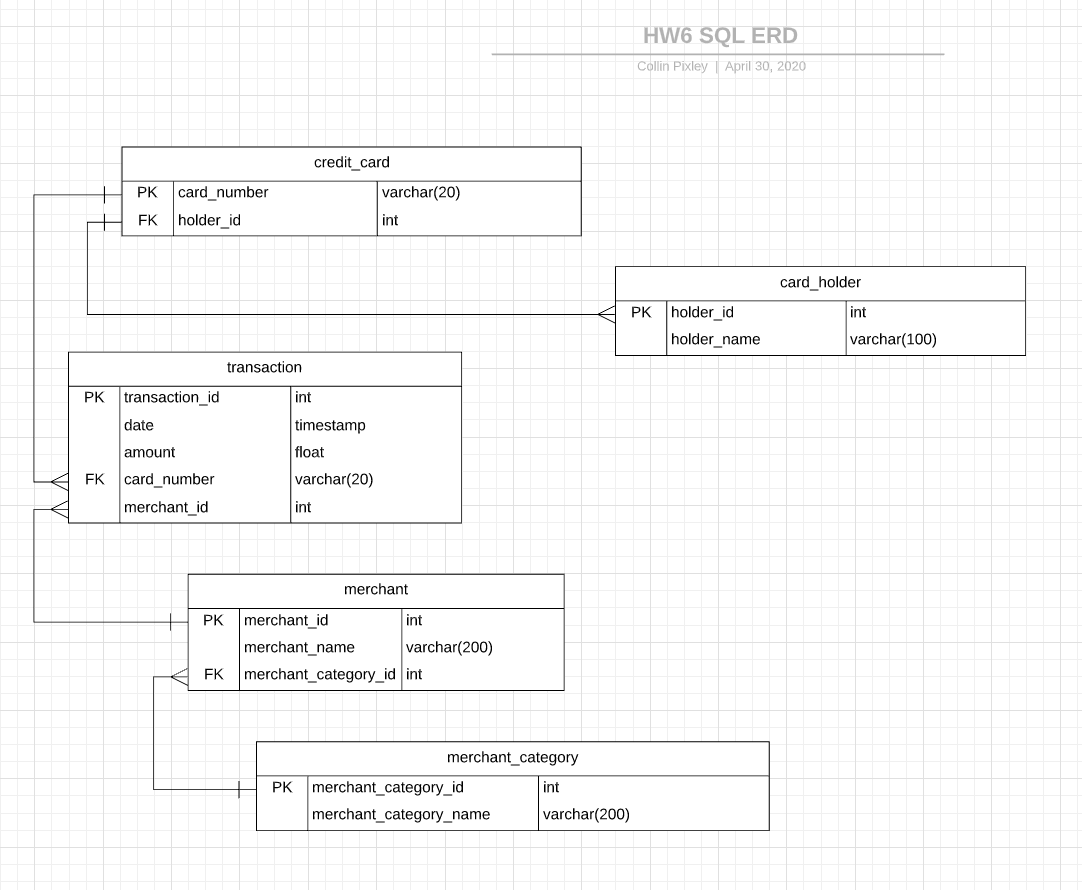 HW6 SQL ERD
Collin Pixley | April 30, 2020
credit_card
PK card_number varchar(20)
FK holder_id int
card_holder
PK holder_id int
holder_name varchar(100)
transaction
PK transaction_id int
date timestamp
amount float
FK card_number varchar(20)
merchant_id int
merchant
PK merchant_id int
merchant_name varchar(200)
FK merchant_category_id int
merchant_category
PK merchant_category_id int
merchant_category_name varchar(200)